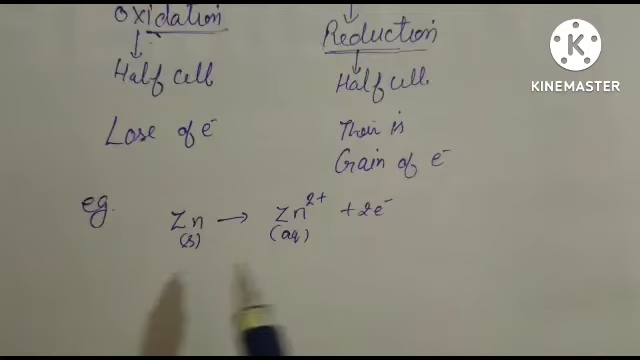 Oxidation
Half cell
Lose of e⁻
Reduction
Half cell
Their is
Grain of e⁻
eg. Zn → Zn²⁺ + 2e⁻
(s) (aq)
K
KINEMASTER